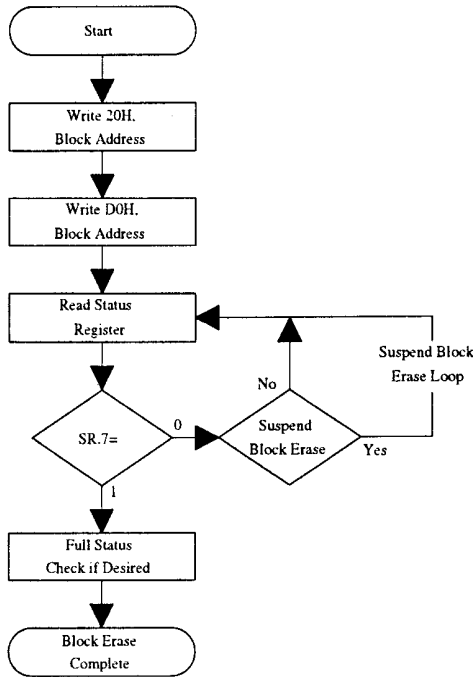 Start
Write 20H,
Block Address
Write D0H,
Block Address
Read Status
Register
Suspend Block
Erase Loop
No
SR.7=
0
Suspend
Block Erase
Yes
1
Full Status
Check if Desired
Block Erase
Complete